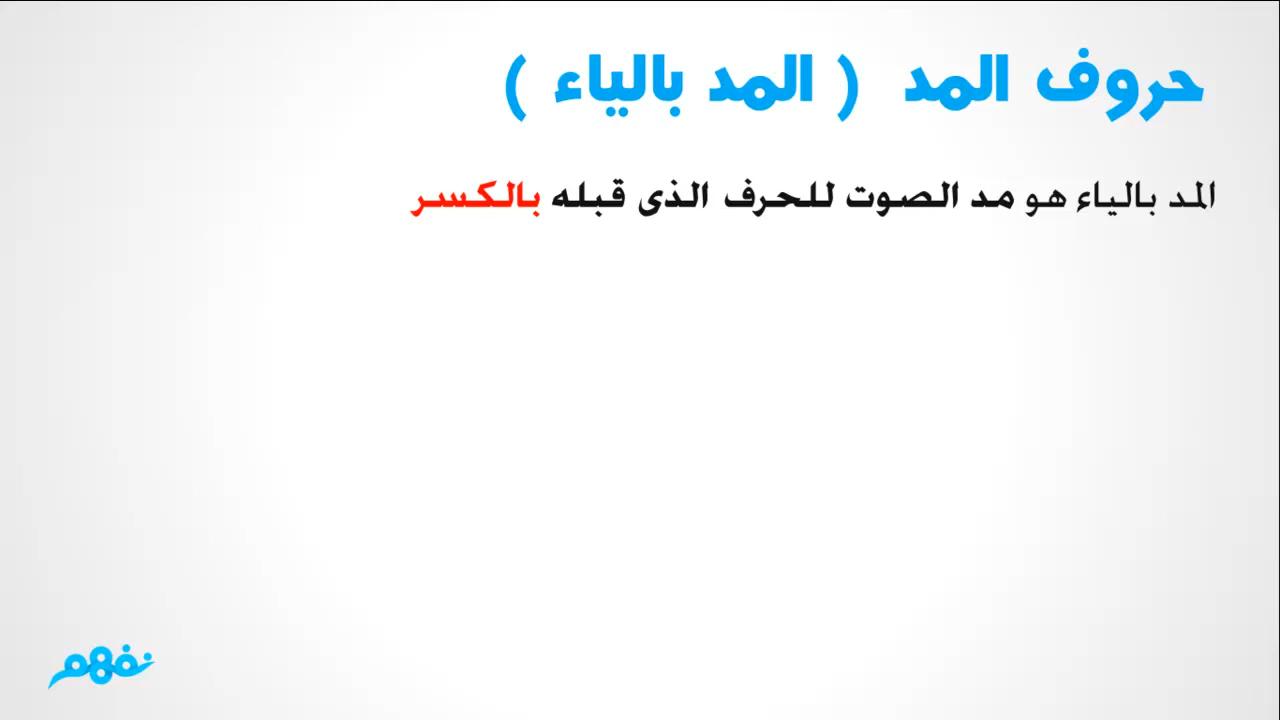 حروف المد ( المد بالياء )
المد بالياء هو مد الصوت للحرف الذى قبله بالكسر
نفهم